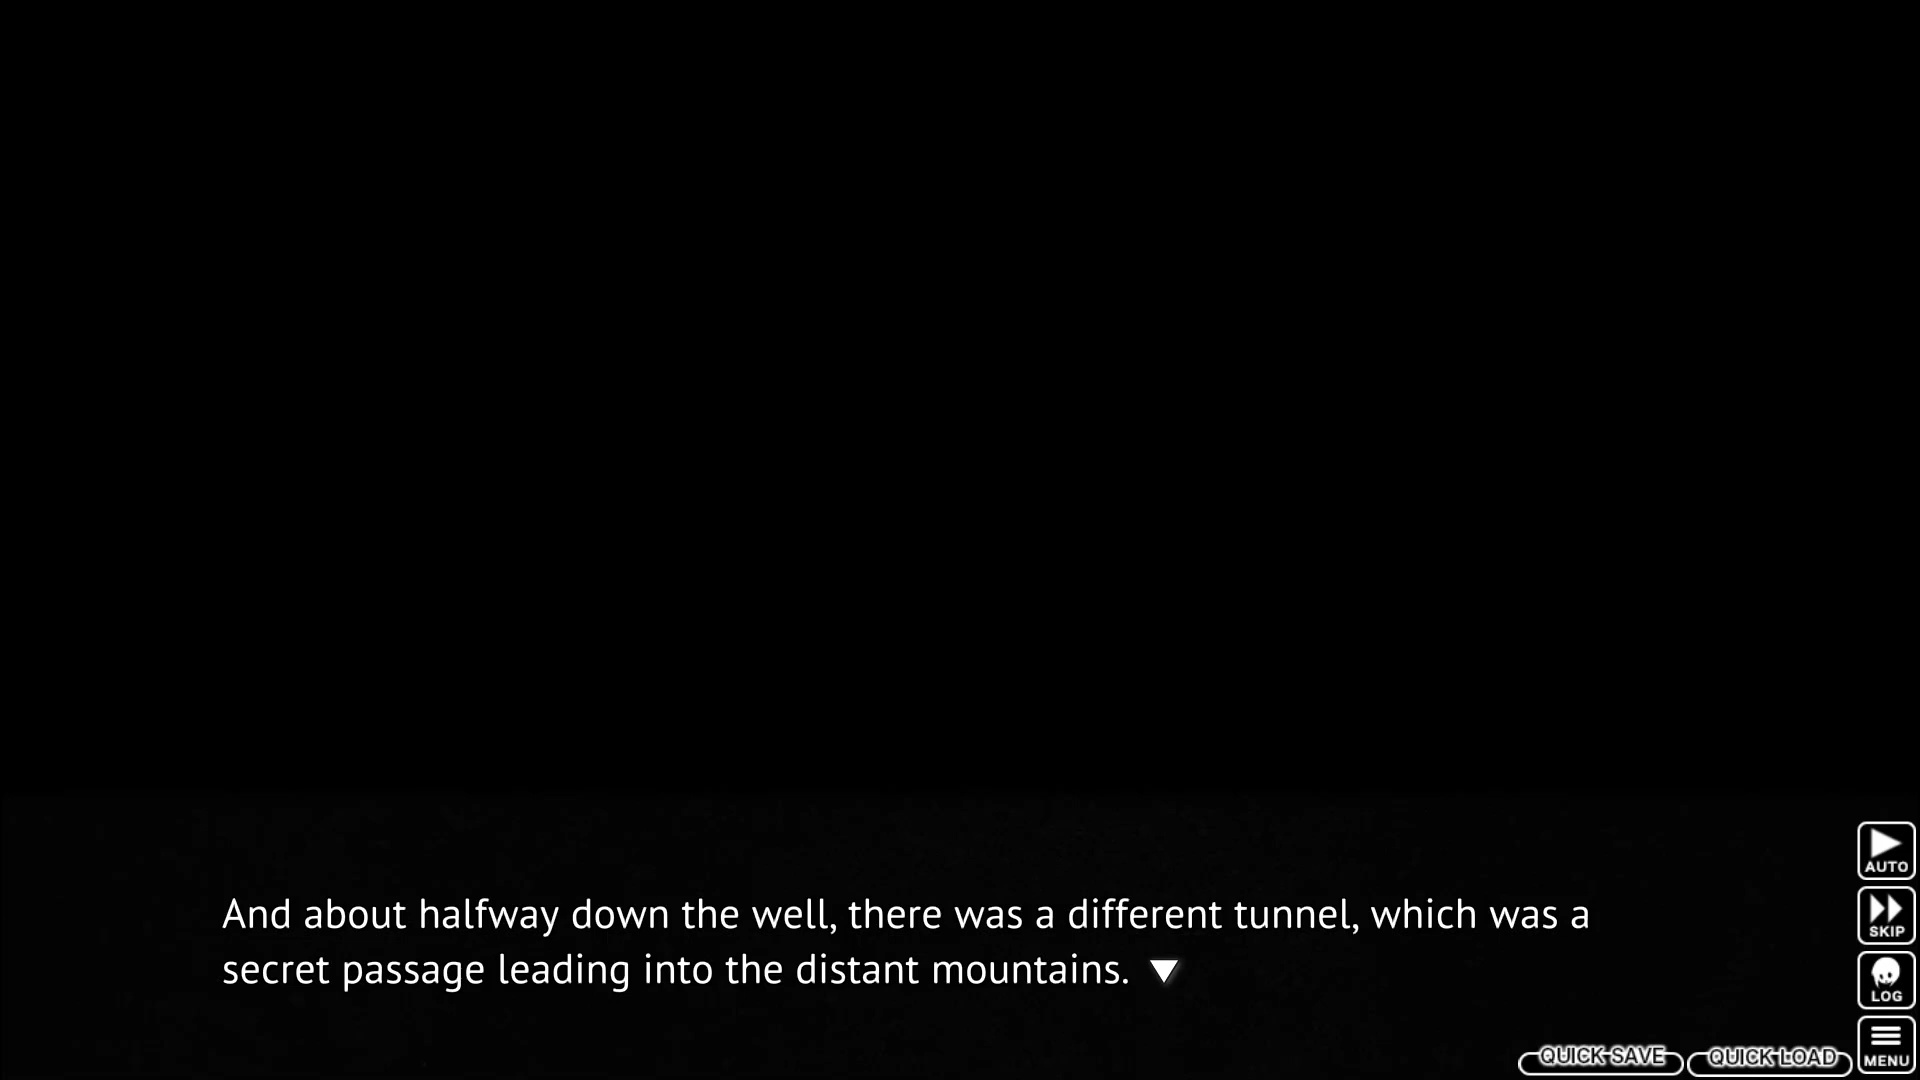 And about halfway down the well, there was a different tunnel, which was a
secret passage leading into the distant mountains.
AUTO
SKIP
LOG
MENU
QUICK SAVE
QUICK LOAD